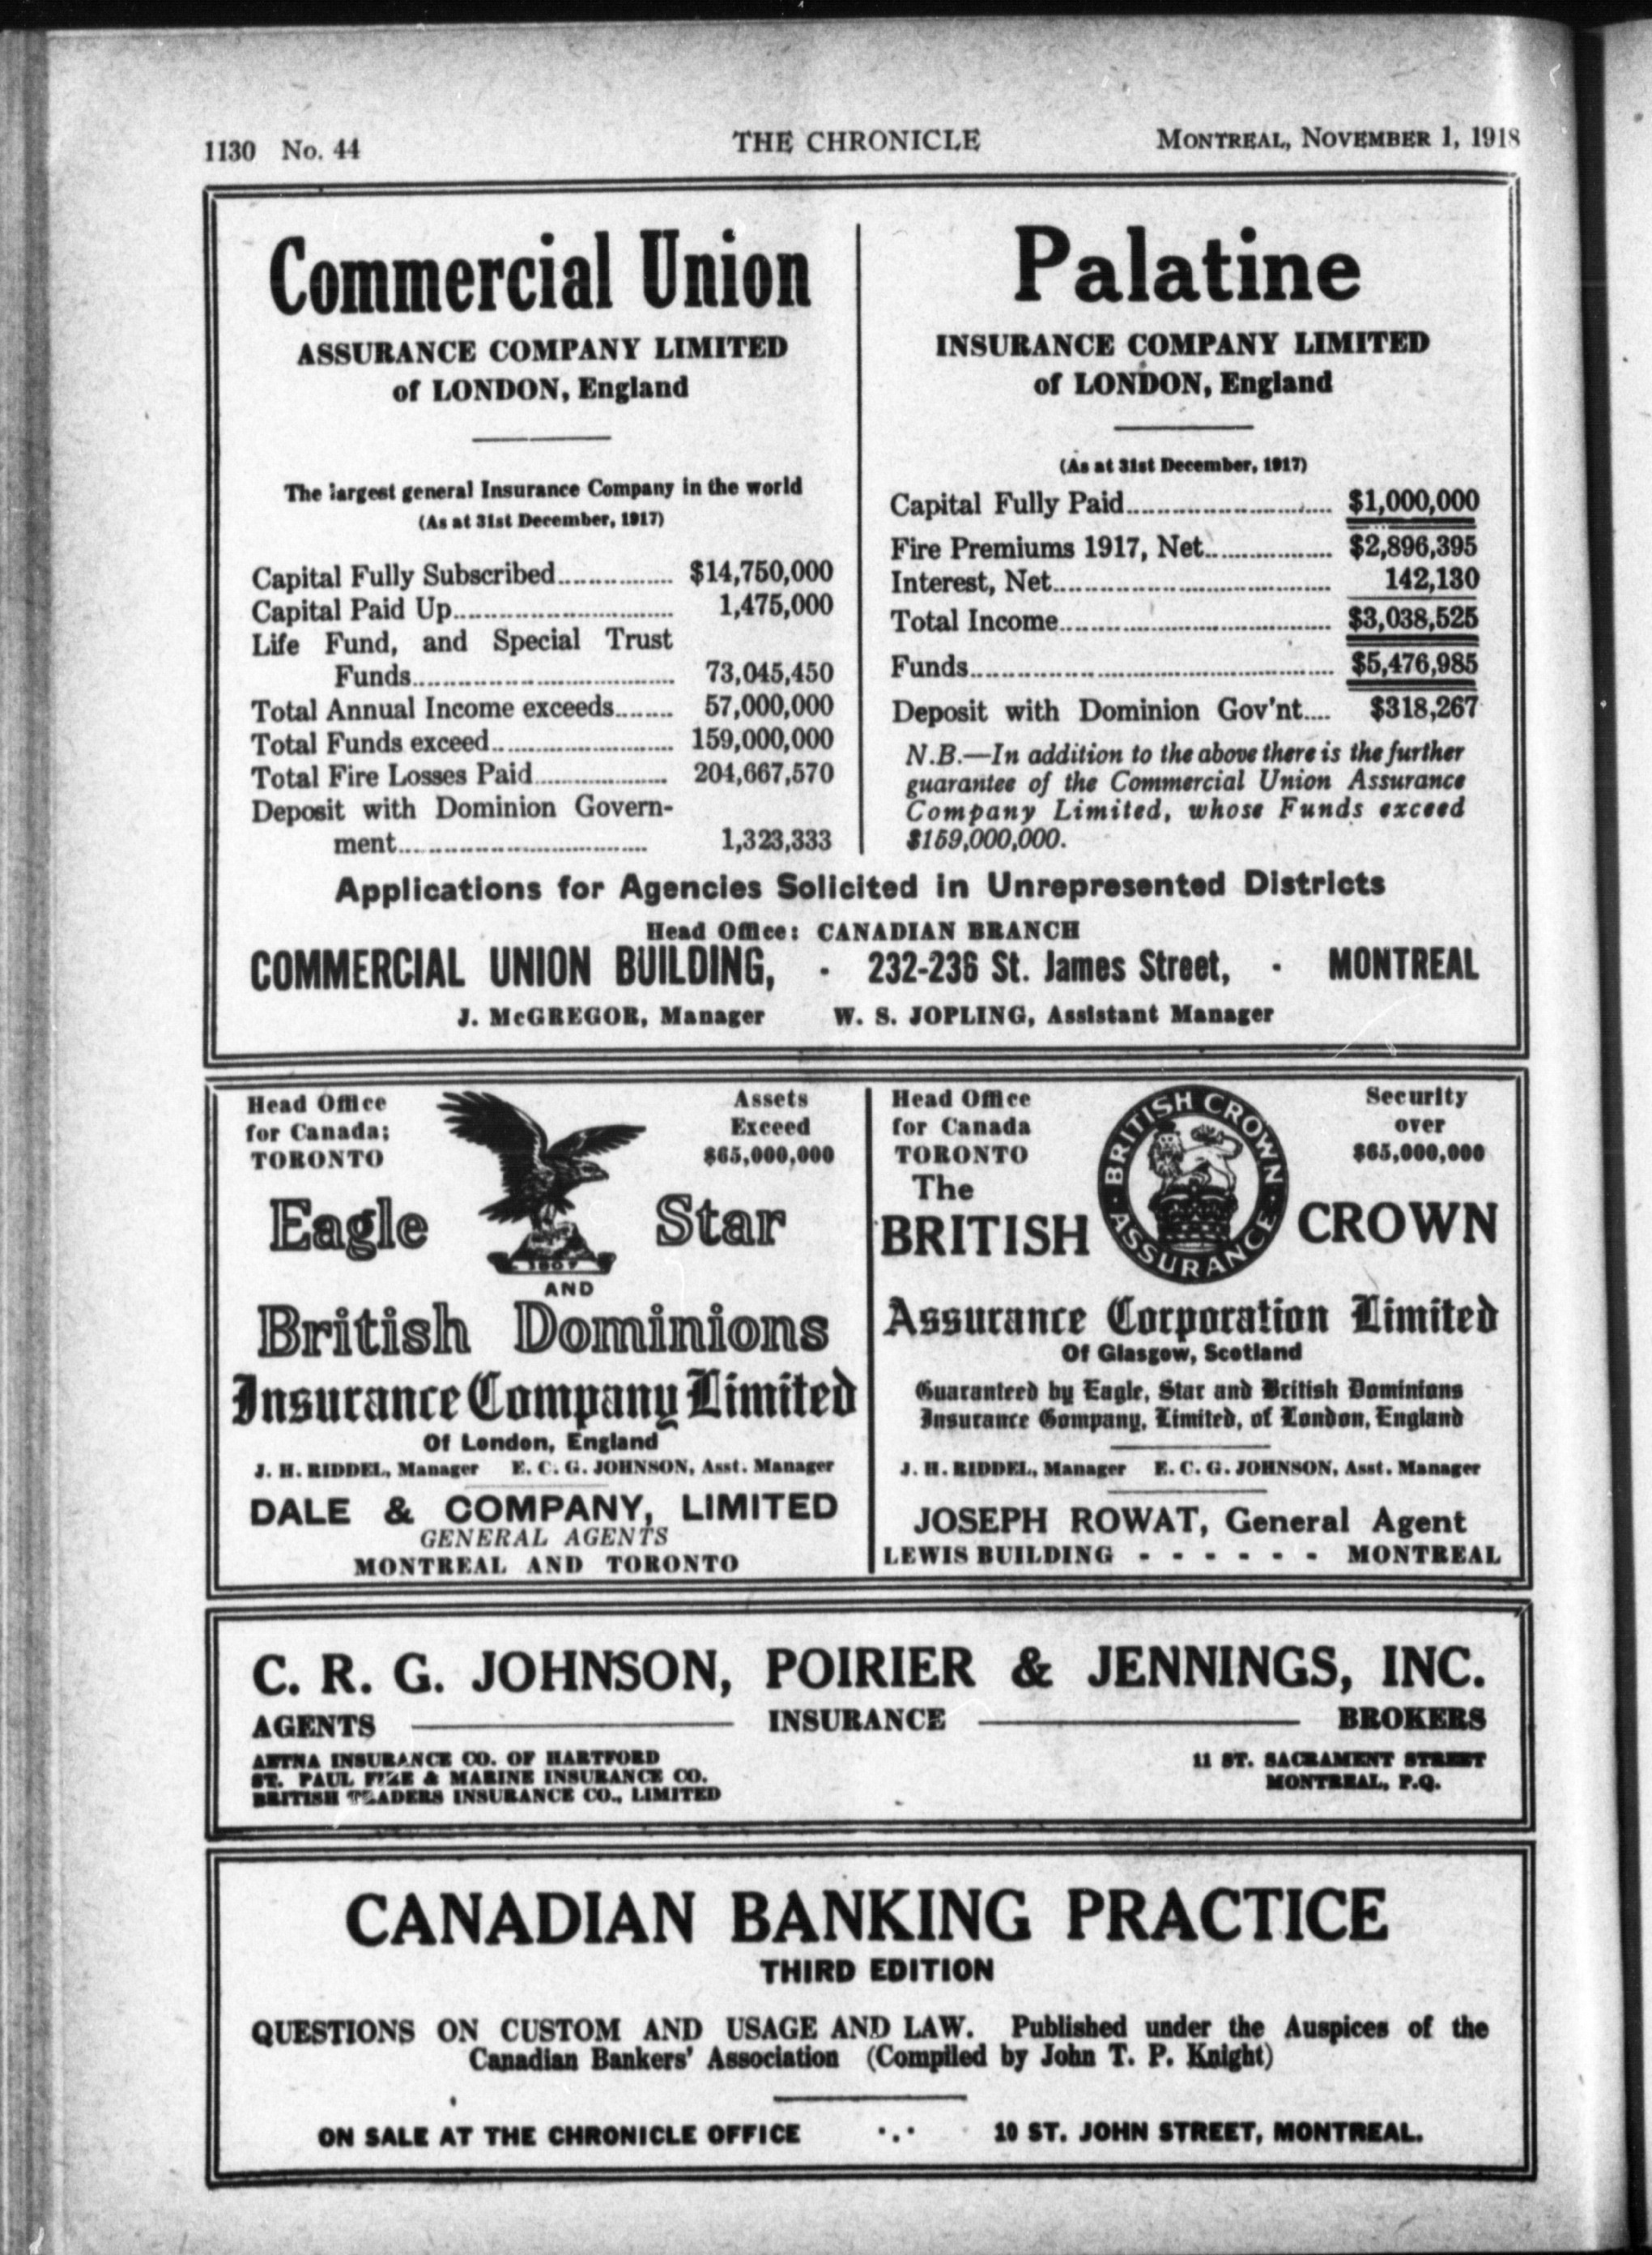 1130 No. 44
THE CHRONICLE
MONTREAL, NOVEMBER 1, 1918
Commercial Union
ASSURANCE COMPANY LIMITED
of LONDON, England
The largest general Insurance Company in the world
(As at 31st December, 1917)
Capital Fully Subscribed................ $14,750,000
Capital Paid Up............................. 1,475,000
Life Fund, and Special Trust
Funds.................................. 73,045,450
Total Annual Income exceeds........ 57,000,000
Total Funds exceed........................ 159,000,000
Total Fire Losses Paid.................. 204,667,570
Deposit with Dominion Govern-
ment................................. 1,323,333
Palatine
INSURANCE COMPANY LIMITED
of LONDON, England
(As at 31st December, 1917)
Capital Fully Paid........................... $1,000,000
Fire Premiums 1917, Net................. $2,896,395
Interest, Net.................................... 142,130
Total Income................................... $3,038,525
Funds............................................... $5,476,985
Deposit with Dominion Gov'nt.... $318,267
N.B.—In addition to the above there is the further
guarantee of the Commercial Union Assurance
Company Limited, whose Funds exceed
$159,000,000.
Applications for Agencies Solicited in Unrepresented Districts
Head Office: CANADIAN BRANCH
COMMERCIAL UNION BUILDING, - 232-236 St. James Street, - MONTREAL
J. McGREGOR, Manager W. S. JOPLING, Assistant Manager
Head Office
for Canada;
TORONTO
Assets
Exceed
$65,000,000
Eagle Star
1807
AND
British Dominions
Insurance Company Limited
Of London, England
J. H. RIDDEL, Manager E. C. G. JOHNSON, Asst. Manager
DALE & COMPANY, LIMITED
GENERAL AGENTS
MONTREAL AND TORONTO
Head Office
for Canada
TORONTO
Security
over
$65,000,000
The
BRITISH CROWN
BRITISH CROWN ASSURANCE
Assurance Corporation Limited
Of Glasgow, Scotland
Guaranteed by Eagle, Star and British Dominions
Insurance Company, Limited, of London, England
J. H. RIDDEL, Manager E. C. G. JOHNSON, Asst. Manager
JOSEPH ROWAT, General Agent
LEWIS BUILDING - - - - - - MONTREAL
C. R. G. JOHNSON, POIRIER & JENNINGS, INC.
AGENTS INSURANCE BROKERS
AETNA INSURANCE CO. OF HARTFORD
ST. PAUL FIRE & MARINE INSURANCE CO.
BRITISH TRADERS INSURANCE CO., LIMITED
11 ST. SACRAMENT STREET
MONTREAL, P.Q.
CANADIAN BANKING PRACTICE
THIRD EDITION
QUESTIONS ON CUSTOM AND USAGE AND LAW. Published under the Auspices of the
Canadian Bankers' Association (Compiled by John T. P. Knight)
ON SALE AT THE CHRONICLE OFFICE ·.· 10 ST. JOHN STREET, MONTREAL.